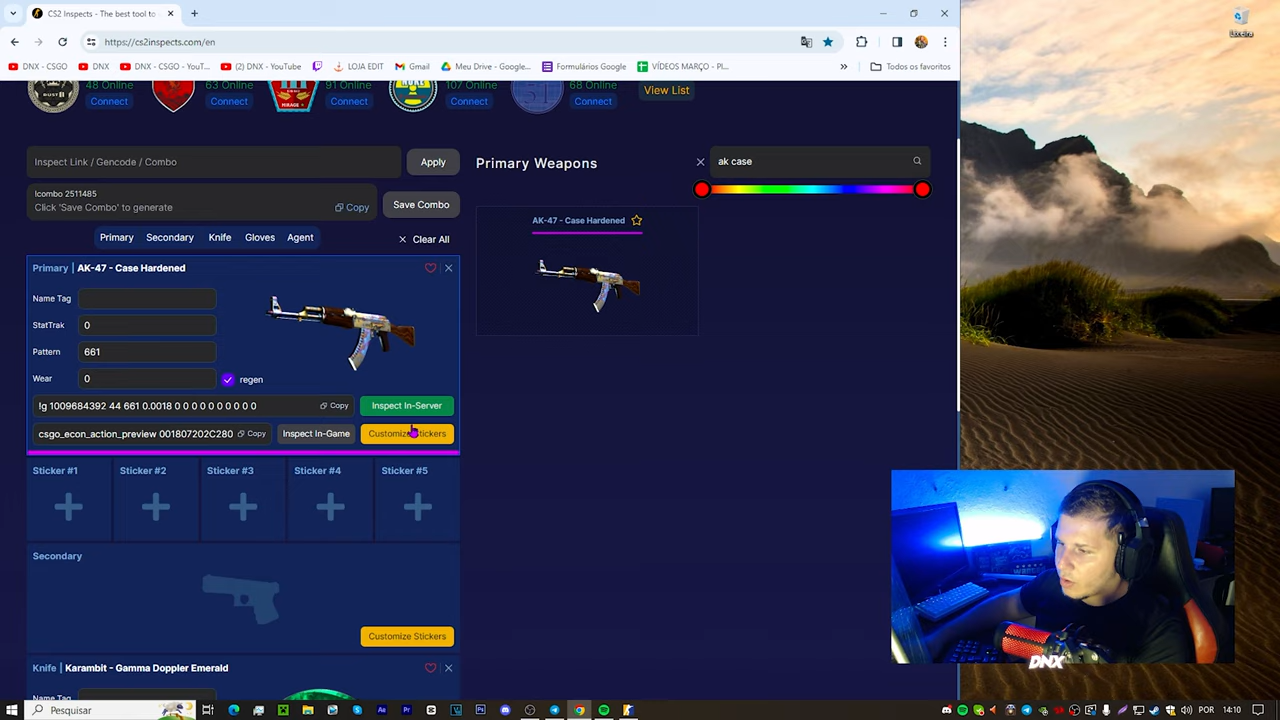 CS2 Inspects - The best tool to
https://cs2inspects.com/en
DNX - CSGO
DNX
DNX - CSGO - YouT...
(2) DNX - YouTube
LOJA EDIT
Gmail
Meu Drive - Google...
Formulários Google
VÍDEOS MARÇO - PL...
Todos os favoritos
Lixeira
48 Online
63 Online
91 Online
107 Online
68 Online
Connect
Connect
Connect
Connect
Connect
View List
Inspect Link / Gencode / Combo
Apply
Primary Weapons
ak case
!combo 2511485
Click 'Save Combo' to generate
Copy
Save Combo
Primary
Secondary
Knife
Gloves
Agent
Clear All
AK-47 - Case Hardened
Primary | AK-47 - Case Hardened
Name Tag
StatTrak
0
Pattern
661
Wear
0
regen
!g 1009684392 44 661 0.0018 0 0 0 0 0 0 0 0 0 0
Copy
Inspect In-Server
csgo_econ_action_preview 001807202C280
Copy
Inspect In-Game
Customize Stickers
Sticker #1
Sticker #2
Sticker #3
Sticker #4
Sticker #5
Secondary
Customize Stickers
Knife | Karambit - Gamma Doppler Emerald
Name Tag
DNX
Pesquisar
POR
14:10